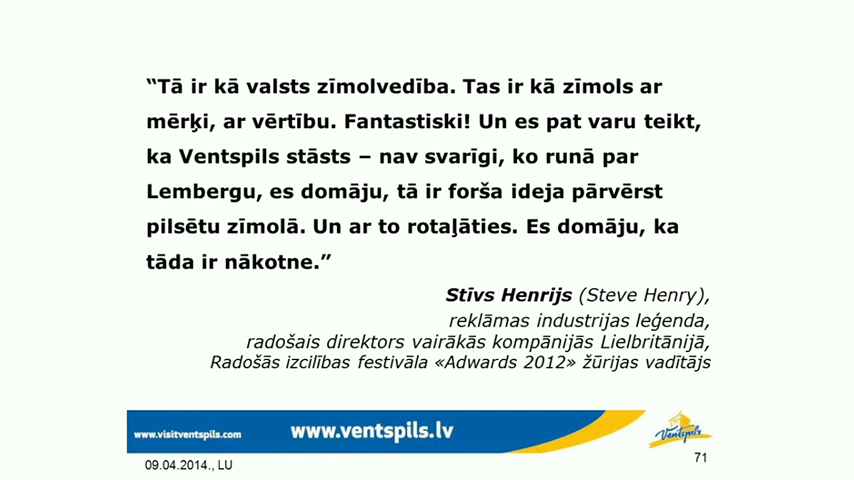 “Tā ir kā valsts zīmolvedība. Tas ir kā zīmols ar
mērķi, ar vērtību. Fantastiski! Un es pat varu teikt,
ka Ventspils stāsts – nav svarīgi, ko runā par
Lembergu, es domāju, tā ir forša ideja pārvērst
pilsētu zīmolā. Un ar to rotaļāties. Es domāju, ka
tāda ir nākotne.”
Stīvs Henrijs (Steve Henry),
reklāmas industrijas leģenda,
radošais direktors vairākās kompānijās Lielbritānijā,
Radošās izcilības festivāla «Adwards 2012» žūrijas vadītājs
www.visitventspils.com
www.ventspils.lv
Ventspils
09.04.2014., LU
71